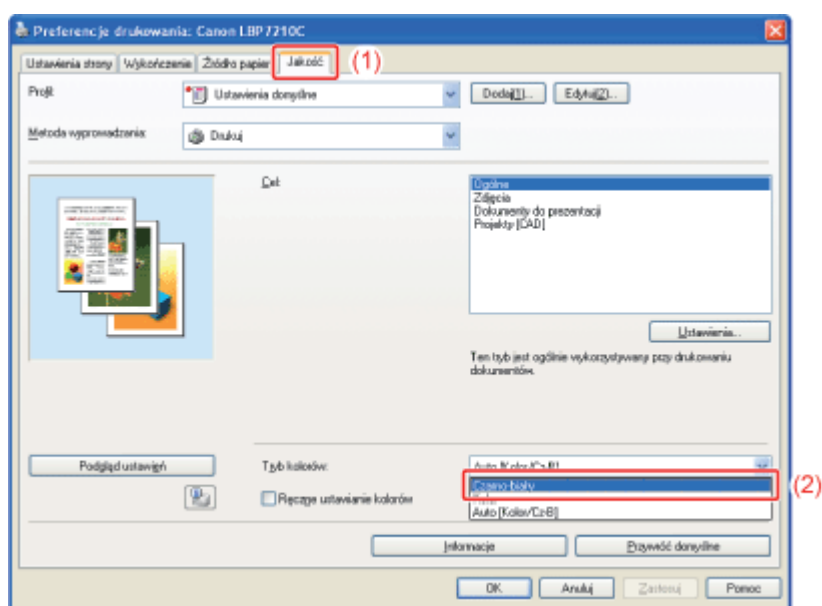 Preferencje drukowania: Canon LBP7210C
Ustawienia strony Wykończenie Źródło papier Jakość (1)
Profil: Ustawienia domyślne Dodaj(1)... Edytuj(2)...
Metoda wyprowadzania: Drukuj
Cel:
Ogólne
Zdjęcia
Dokumenty do prezentacji
Projekty [CAD]
Ustawienia...
Ten tryb jest ogólnie wykorzystywany przy drukowaniu
dokumentów.
Podgląd ustawień Tryb kolorów: Auto [Kolor/Cz-B]
Czarno-biały (2)
Ręczne ustawianie kolorów
Auto [Kolor/Cz-B]
Informacje Przywróć domyślne
OK Anuluj Zastosuj Pomoc